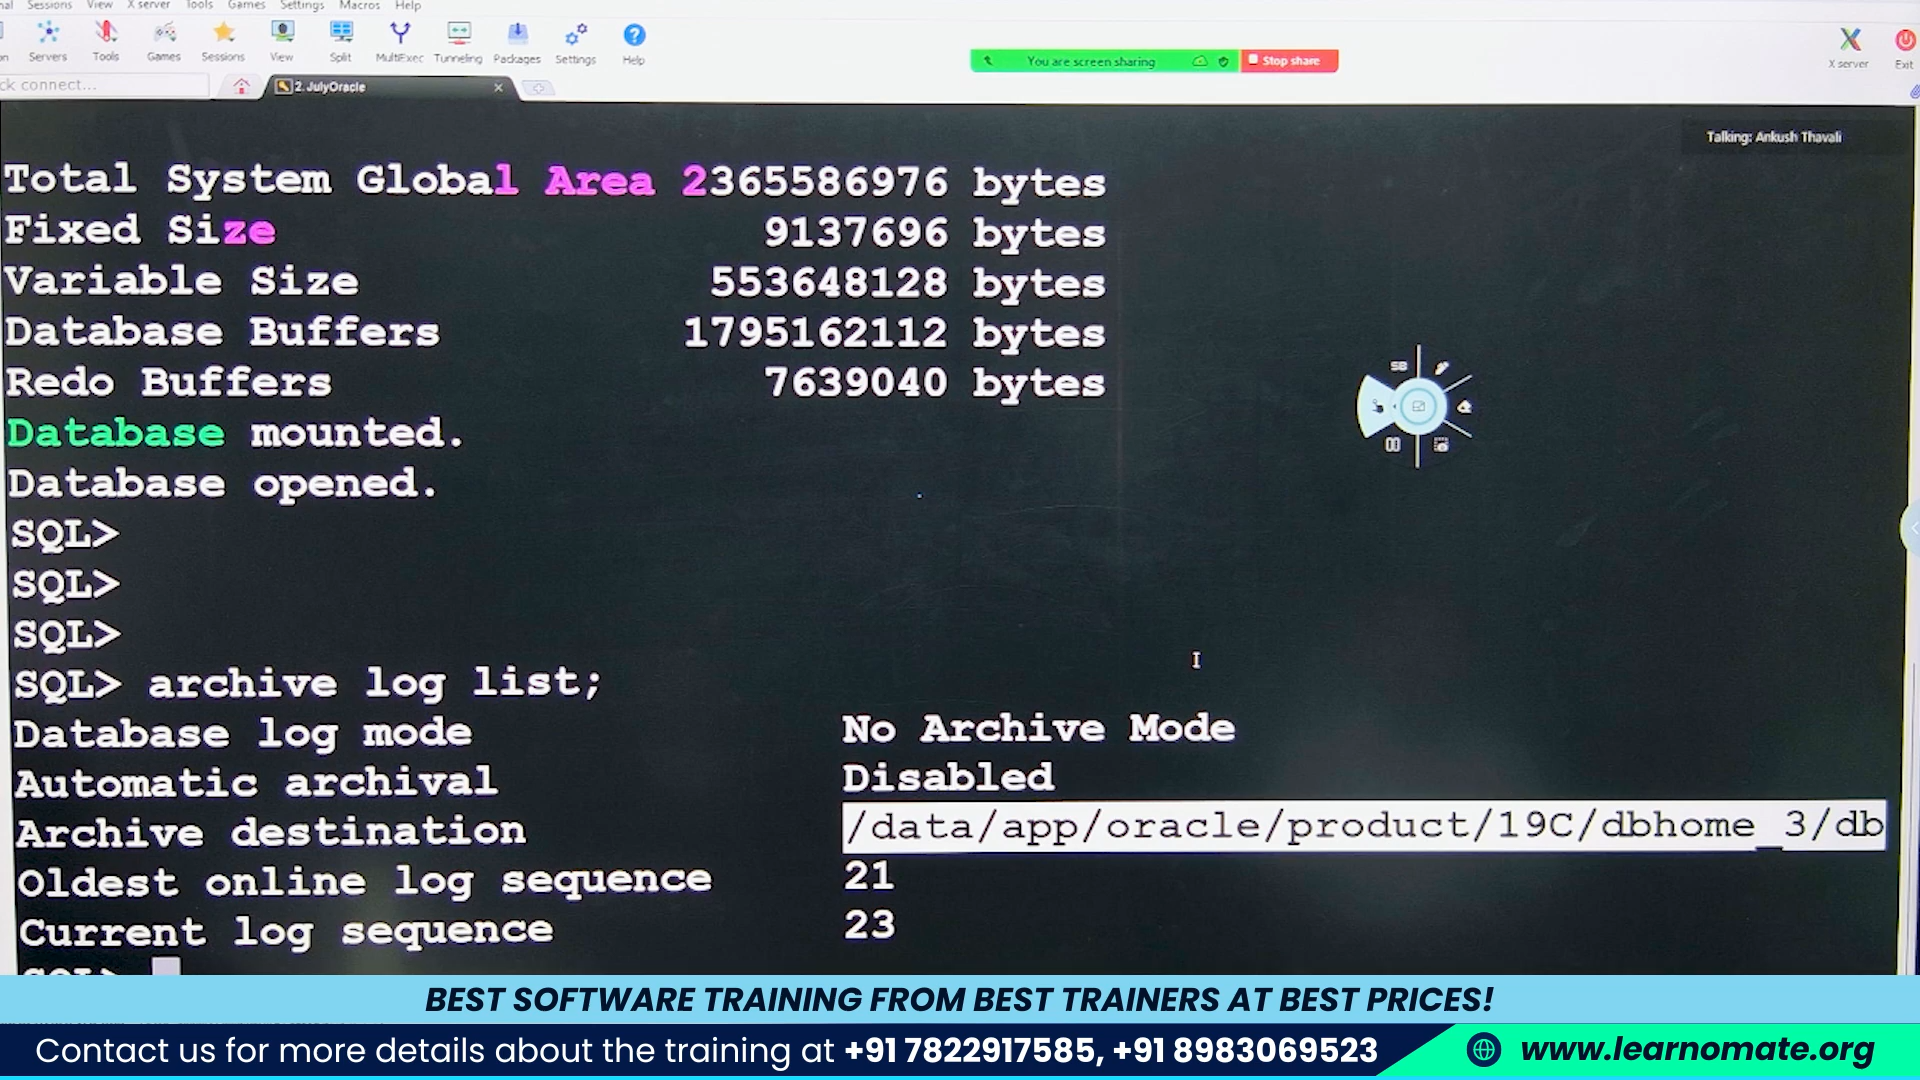 Sessions View X server Tools Games Settings Macros Help
Servers Tools Games Sessions View Split MultiExec Tunneling Packages Settings Help
You are screen sharing Stop share
X server Exit
ck connect...
2. JulyOracle
Talking: Ankush Thavali
Total System Global Area 2365586976 bytes
Fixed Size 9137696 bytes
Variable Size 553648128 bytes
Database Buffers 1795162112 bytes
Redo Buffers 7639040 bytes
Database mounted.
Database opened.
SQL>
SQL>
SQL>
SQL> archive log list;
Database log mode No Archive Mode
Automatic archival Disabled
Archive destination /data/app/oracle/product/19C/dbhome_3/db
Oldest online log sequence 21
Current log sequence 23
SQL>
BEST SOFTWARE TRAINING FROM BEST TRAINERS AT BEST PRICES!
Contact us for more details about the training at +91 7822917585, +91 8983069523
www.learnomate.org